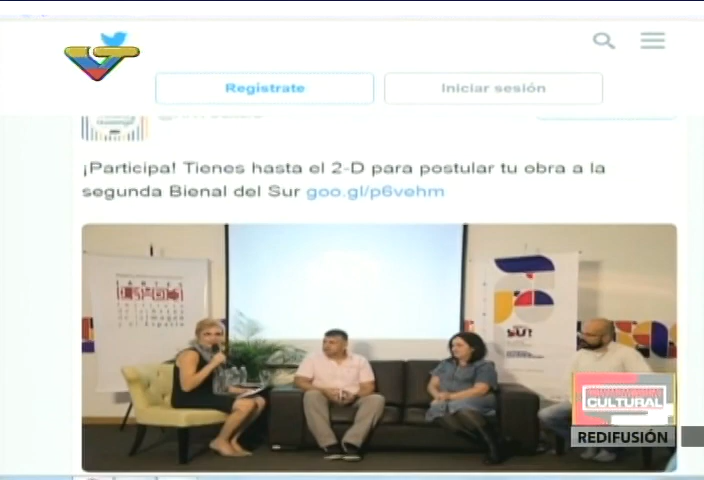 Regístrate
Iniciar sesión
¡Participa! Tienes hasta el 2-D para postular tu obra a la
segunda Bienal del Sur goo.gl/p6vehm
SUR
CULTURAL
REDIFUSIÓN